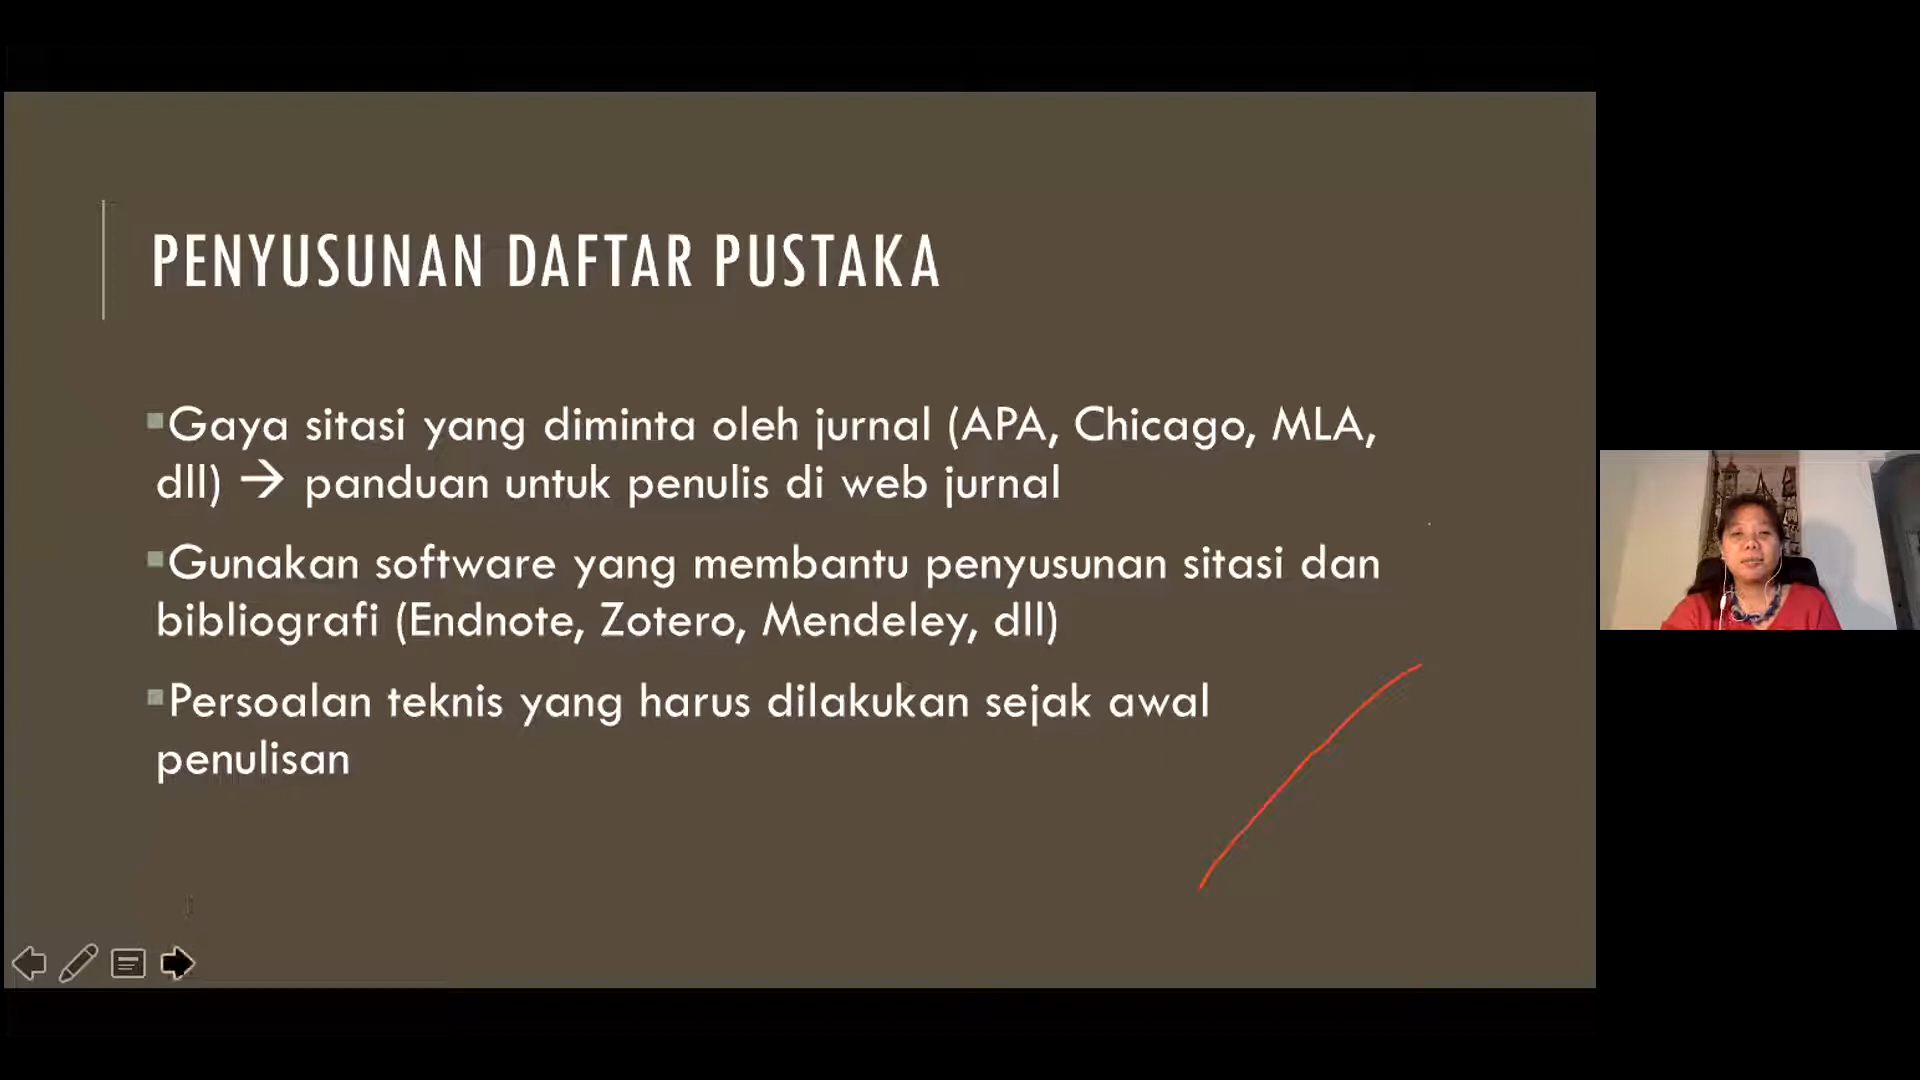 PENYUSUNAN DAFTAR PUSTAKA
Gaya sitasi yang diminta oleh jurnal (APA, Chicago, MLA,
dll) → panduan untuk penulis di web jurnal
Gunakan software yang membantu penyusunan sitasi dan
bibliografi (Endnote, Zotero, Mendeley, dll)
Persoalan teknis yang harus dilakukan sejak awal
penulisan